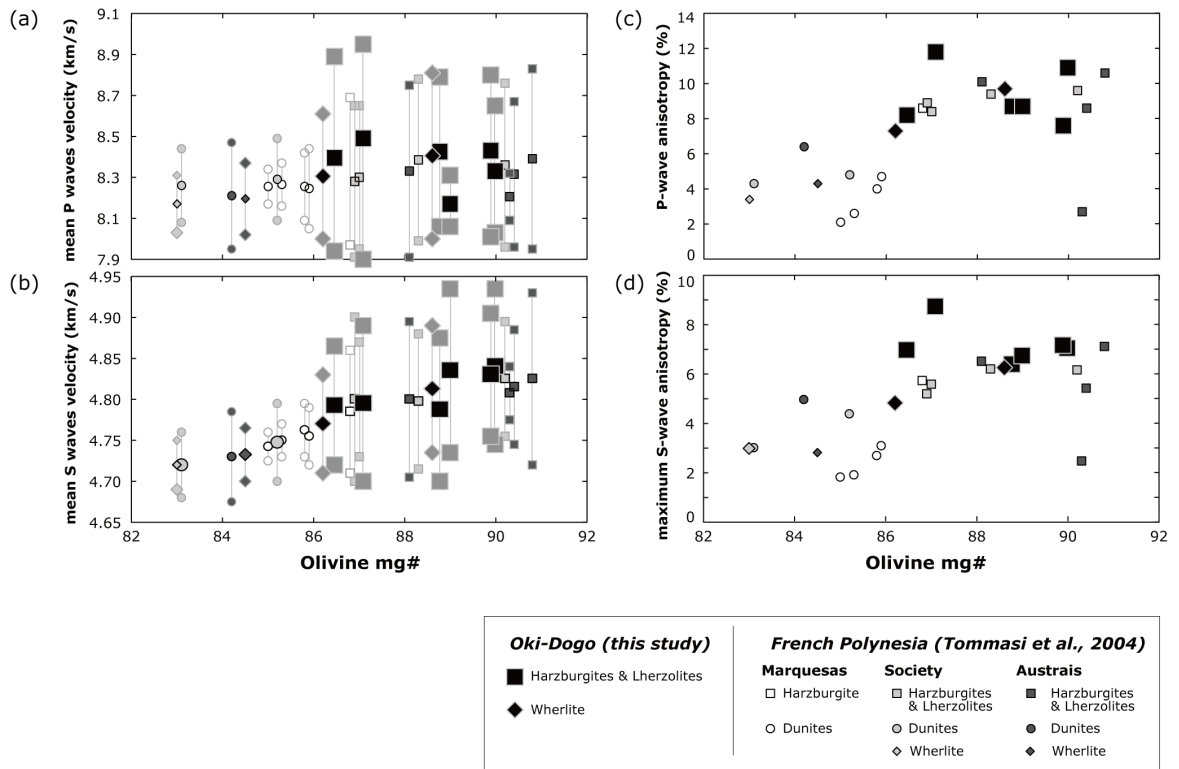 (a)
mean P waves velocity (km/s)
9.1
8.9
8.7
8.5
8.3
8.1
7.9
(c)
P-wave anisotropy (%)
14
12
10
8
6
4
2
0
(b)
mean S waves velocity (km/s)
4.95
4.90
4.85
4.80
4.75
4.70
4.65
82 84 86 88 90 92
Olivine mg#
(d)
maximum S-wave anisotropy (%)
10
8
6
4
2
0
82 84 86 88 90 92
Olivine mg#
Oki-Dogo (this study)
Harzburgites & Lherzolites
Wherlite
French Polynesia (Tommasi et al., 2004)
Marquesas
Harzburgite
Dunites
Society
Harzburgites
& Lherzolites
Dunites
Wherlite
Austrais
Harzburgites
& Lherzolites
Dunites
Wherlite